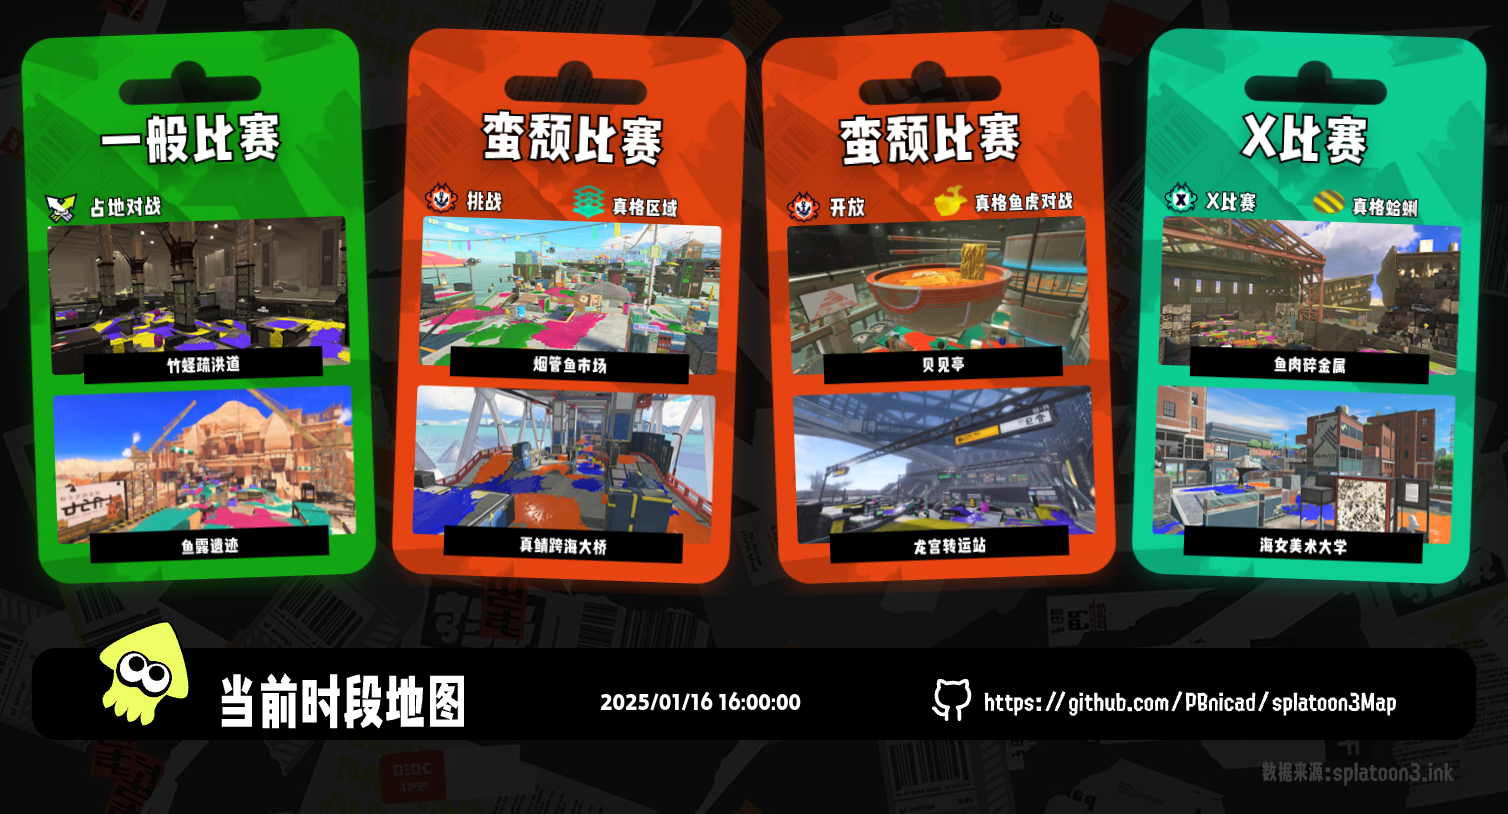 一般比赛
占地对战
竹蛏疏洪道
鱼露遗迹
蛮颓比赛
挑战
真格区域
烟管鱼市场
真鲭跨海大桥
蛮颓比赛
开放
真格鱼虎对战
贝见亭
龙宫转运站
X比赛
X比赛
真格蛤蜊
鱼肉碎金属
海女美术大学
当前时段地图
2025/01/16 16:00:00
https://github.com/PBnicad/splatoon3Map
数据来源:splatoon3.ink